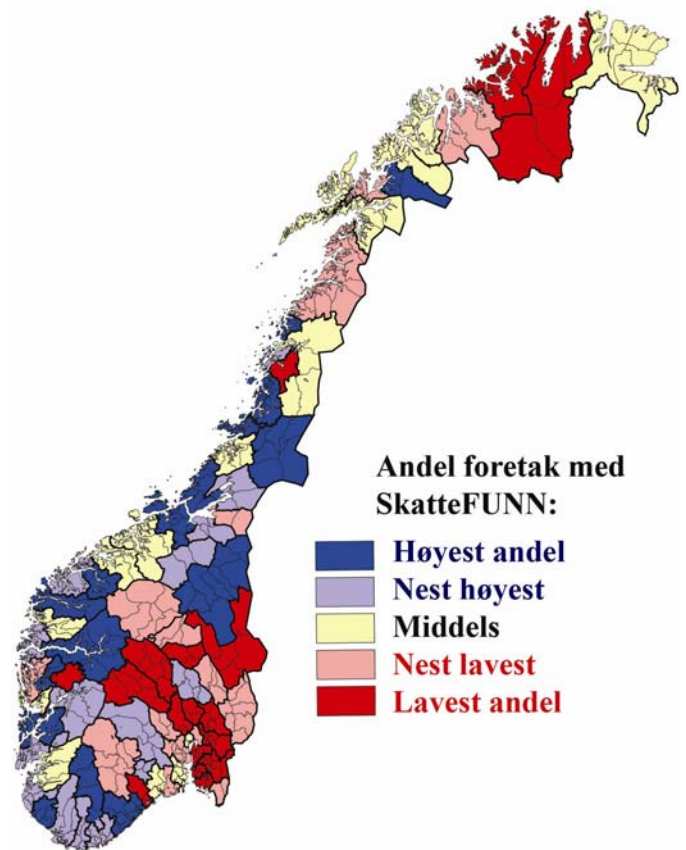 Andel foretak med
SkatteFUNN:
Høyest andel
Nest høyest
Middels
Nest lavest
Lavest andel